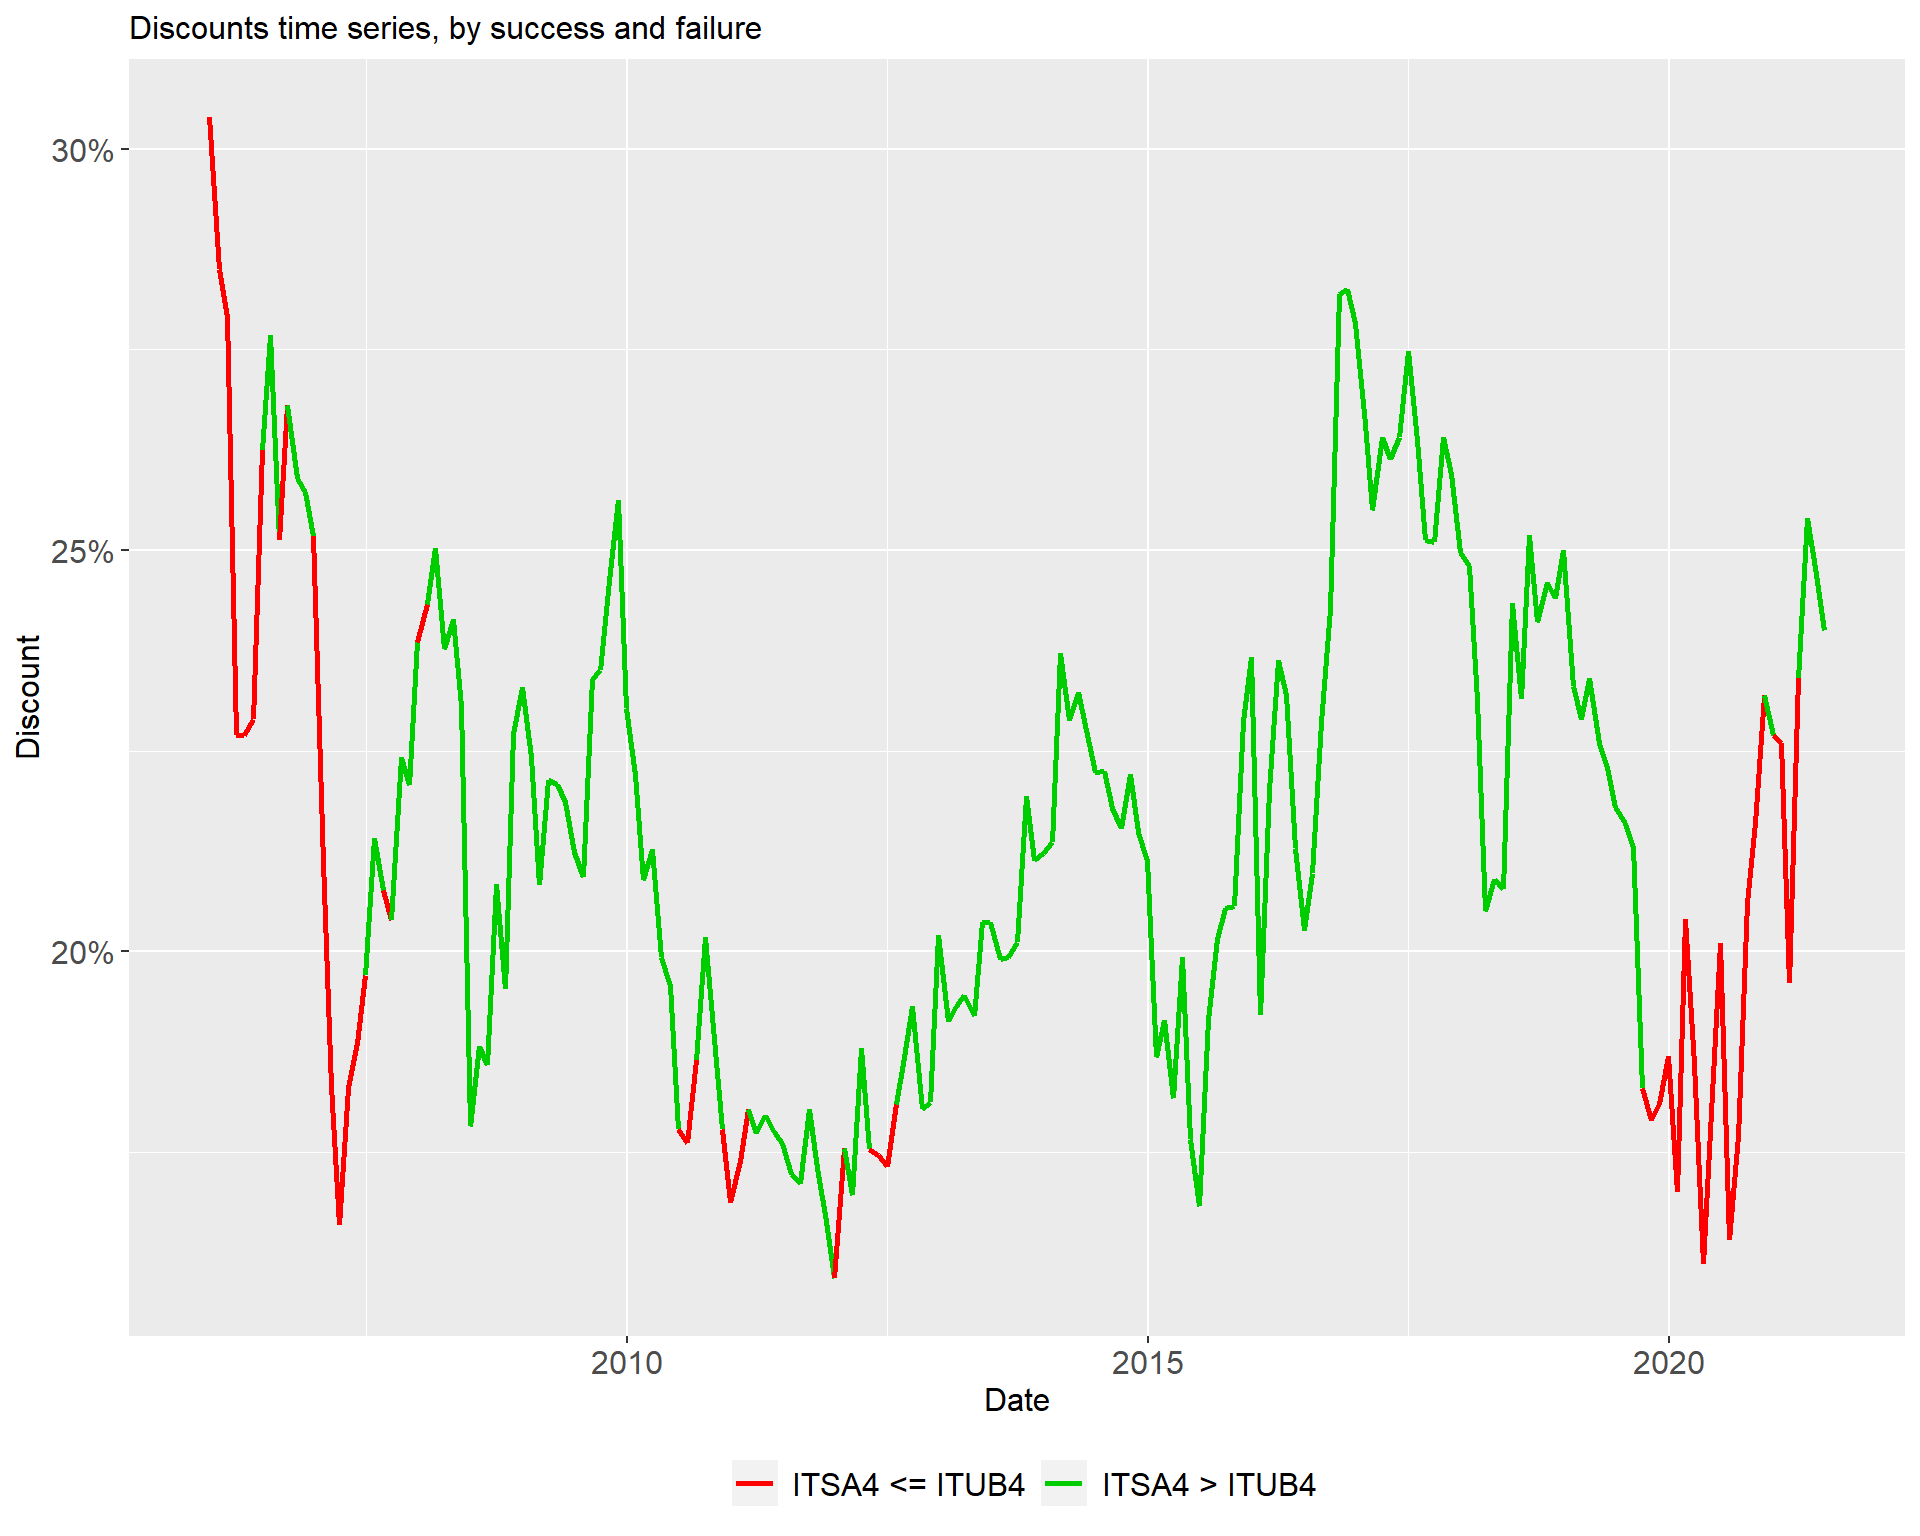 Discounts time series, by success and failure
30%
25%
20%
Discount
2010 2015 2020
Date
ITSA4 <= ITUB4 ITSA4 > ITUB4